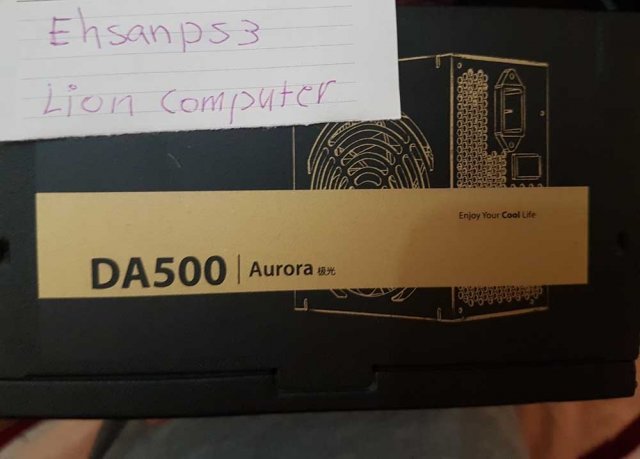 Ehsanps3
Lion computer
Enjoy Your Cool Life
DA500 | Aurora 极光